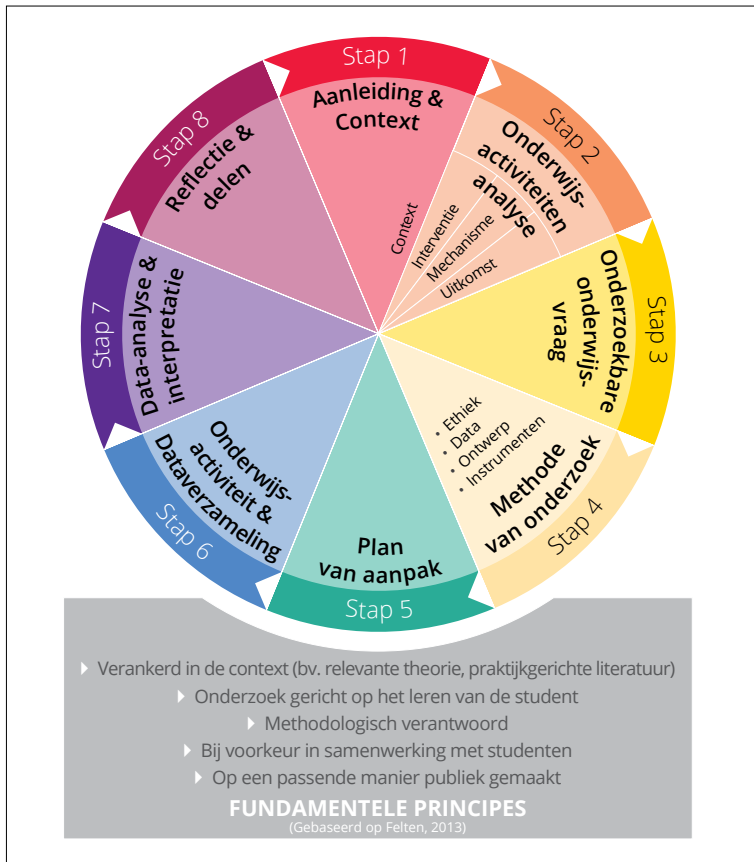 Stap 1
Aanleiding &
Context
Stap 2
Onderwijs-
activiteiten
analyse
Context
Interventie
Mechanisme
Uitkomst
Stap 3
Onderzoekbare
onderwijs-
vraag
Stap 4
Methode
van onderzoek
• Ethiek
• Data
• Ontwerp
• Instrumenten
Stap 5
Plan
van aanpak
Stap 6
Onderwijs-
activiteit &
Dataverzameling
Stap 7
Data-analyse &
interpretatie
Stap 8
Reflectie &
delen
Verankerd in de context (bv. relevante theorie, praktijkgerichte literatuur)
Onderzoek gericht op het leren van de student
Methodologisch verantwoord
Bij voorkeur in samenwerking met studenten
Op een passende manier publiek gemaakt
FUNDAMENTELE PRINCIPES
(Gebaseerd op Felten, 2013)